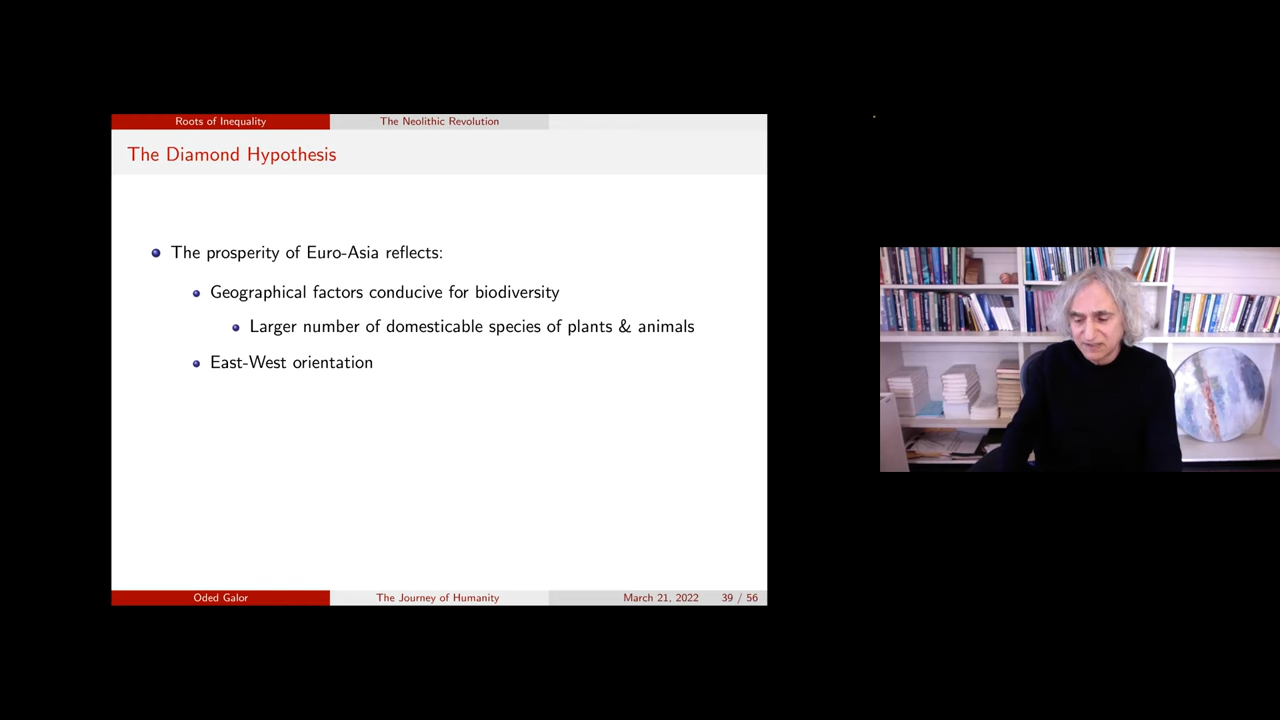 Roots of Inequality
The Neolithic Revolution
The Diamond Hypothesis
The prosperity of Euro-Asia reflects:
Geographical factors conducive for biodiversity
Larger number of domesticable species of plants & animals
East-West orientation
Oded Galor
The Journey of Humanity
March 21, 2022
39 / 56